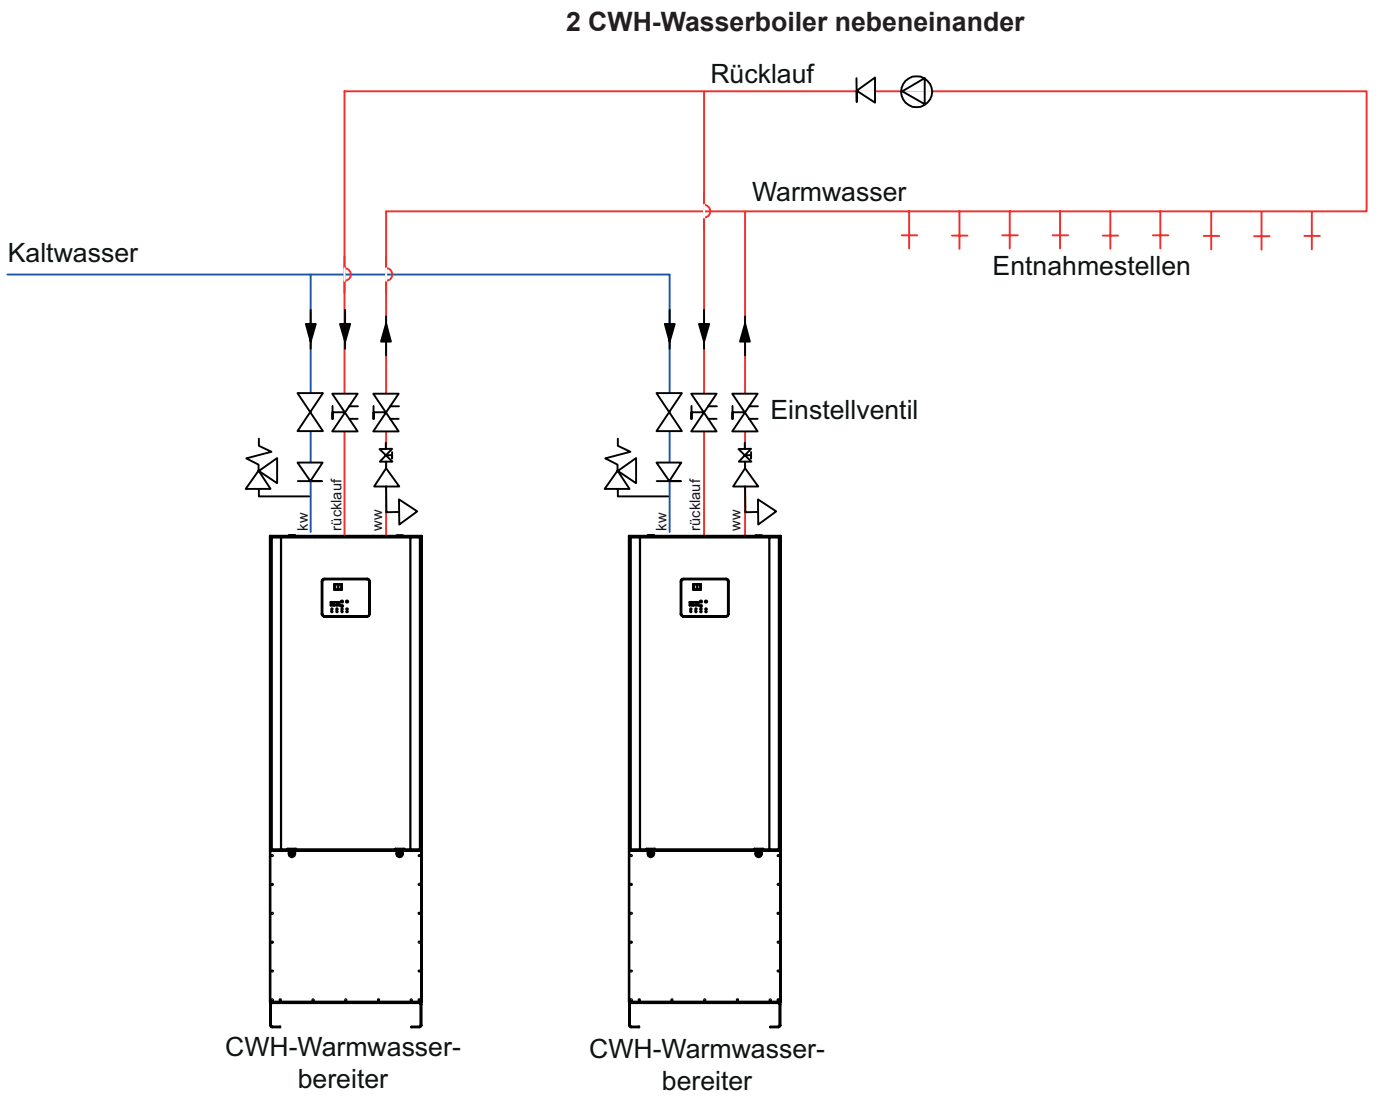 2 CWH-Wasserboiler nebeneinander
Rücklauf
Warmwasser
Kaltwasser
Entnahmestellen
Einstellventil
kw
rücklauf
ww
kw
rücklauf
ww
CWH-Warmwasser-
bereiter
CWH-Warmwasser-
bereiter